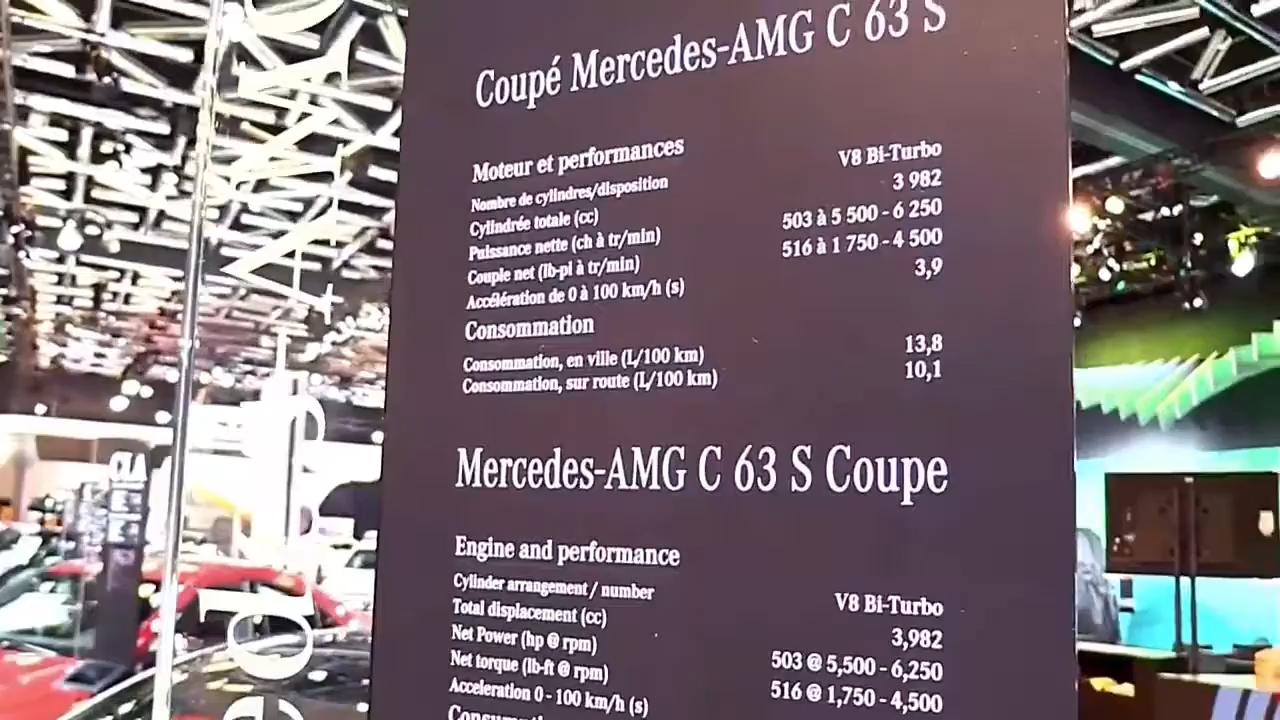 Coupé Mercedes-AMG C 63 S
Moteur et performances
Nombre de cylindres/disposition V8 Bi-Turbo
Cylindrée totale (cc) 3 982
Puissance nette (ch à tr/min) 503 à 5 500 - 6 250
Couple net (lb-pi à tr/min) 516 à 1 750 - 4 500
Accélération de 0 à 100 km/h (s) 3,9
Consommation
Consommation, en ville (L/100 km) 13,8
Consommation, sur route (L/100 km) 10,1
Mercedes-AMG C 63 S Coupe
Engine and performance
Cylinder arrangement / number V8 Bi-Turbo
Total displacement (cc) 3,982
Net Power (hp @ rpm) 503 @ 5,500 - 6,250
Net torque (lb-ft @ rpm) 516 @ 1,750 - 4,500
Acceleration 0 - 100 km/h (s)
CLA